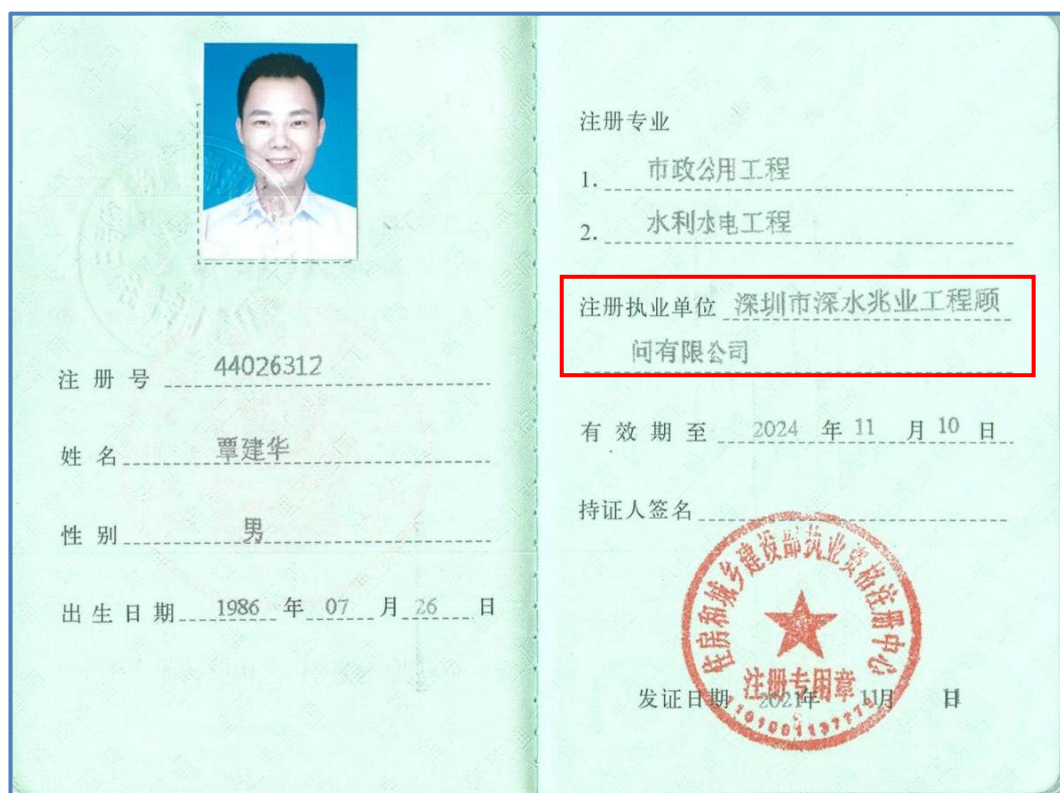 注册号 44026312
姓名 覃建华
性别 男
出生日期 1986 年 07 月 26 日
注册专业
1. 市政公用工程
2. 水利水电工程
注册执业单位 深圳市深水兆业工程顾
问有限公司
有效期至 2024 年 11 月 10 日
持证人签名
住房和城乡建设部执业资格注册中心
注册专用章
发证日期 2021年 11月 日